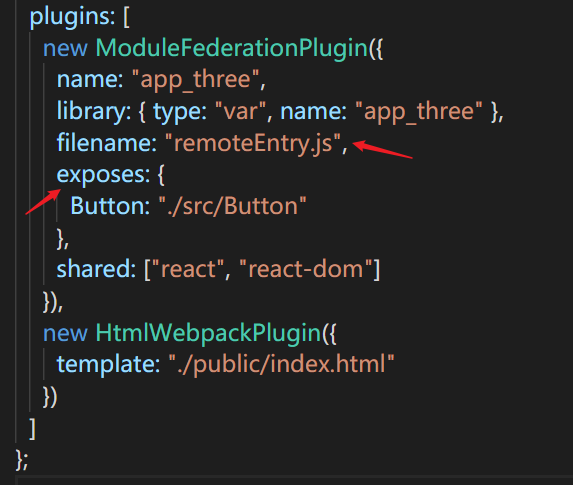 plugins: [
new ModuleFederationPlugin({
name: "app_three",
library: { type: "var", name: "app_three" },
filename: "remoteEntry.js",
exposes: {
Button: "./src/Button"
},
shared: ["react", "react-dom"]
}),
new HtmlWebpackPlugin({
template: "./public/index.html"
})
]
};